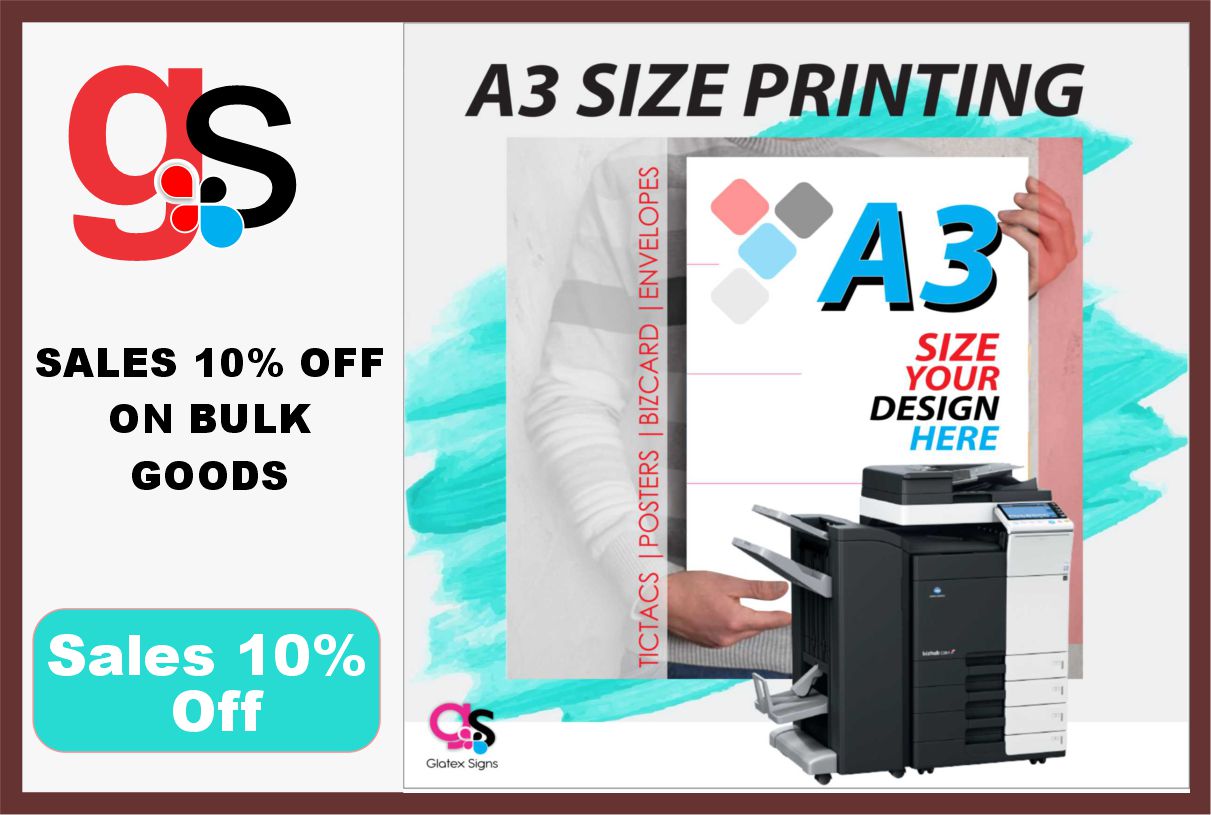 gs
SALES 10% OFF
ON BULK
GOODS
Sales 10%
Off
A3 SIZE PRINTING
TICTACS |POSTERS |BIZCARD |ENVELOPES
A3
SIZE
YOUR
DESIGN
HERE
bizhub
gs
Glatex Signs